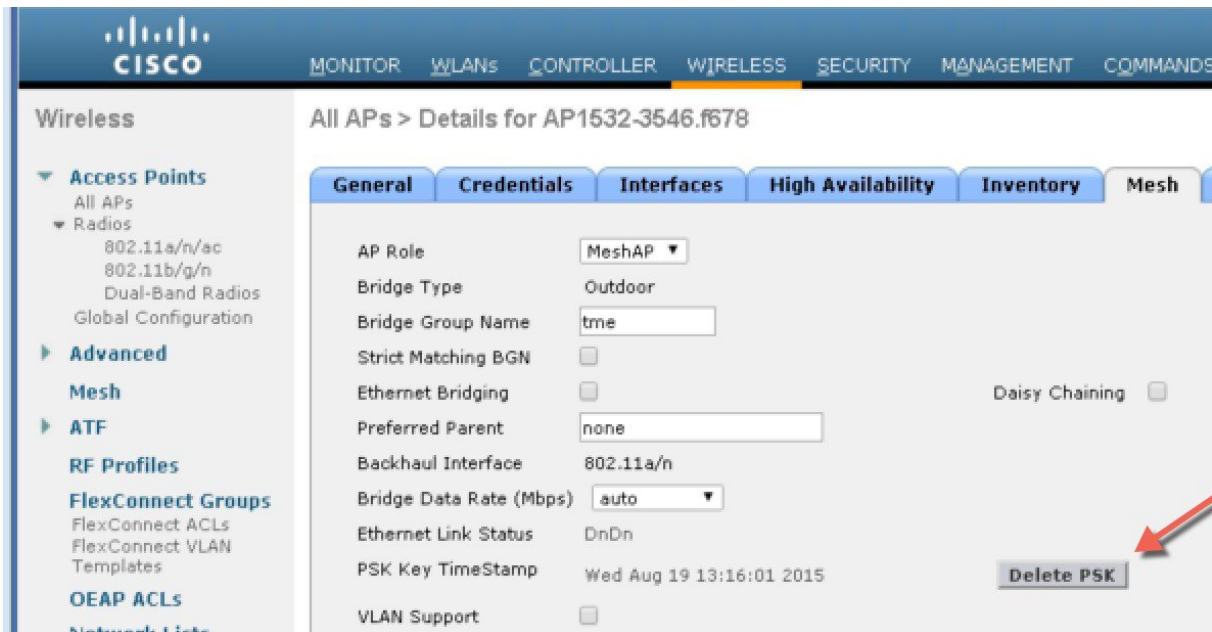 CISCO
MONITOR WLANs CONTROLLER WIRELESS SECURITY MANAGEMENT COMMANDS
Wireless
Access Points
All APs
Radios
802.11a/n/ac
802.11b/g/n
Dual-Band Radios
Global Configuration
Advanced
Mesh
ATF
RF Profiles
FlexConnect Groups
FlexConnect ACLs
FlexConnect VLAN
Templates
OEAP ACLs
Network Lists
All APs > Details for AP1532-3546.f678
General Credentials Interfaces High Availability Inventory Mesh
AP Role MeshAP
Bridge Type Outdoor
Bridge Group Name tme
Strict Matching BGN
Ethernet Bridging Daisy Chaining
Preferred Parent none
Backhaul Interface 802.11a/n
Bridge Data Rate (Mbps) auto
Ethernet Link Status DnDn
PSK Key TimeStamp Wed Aug 19 13:16:01 2015 Delete PSK
VLAN Support